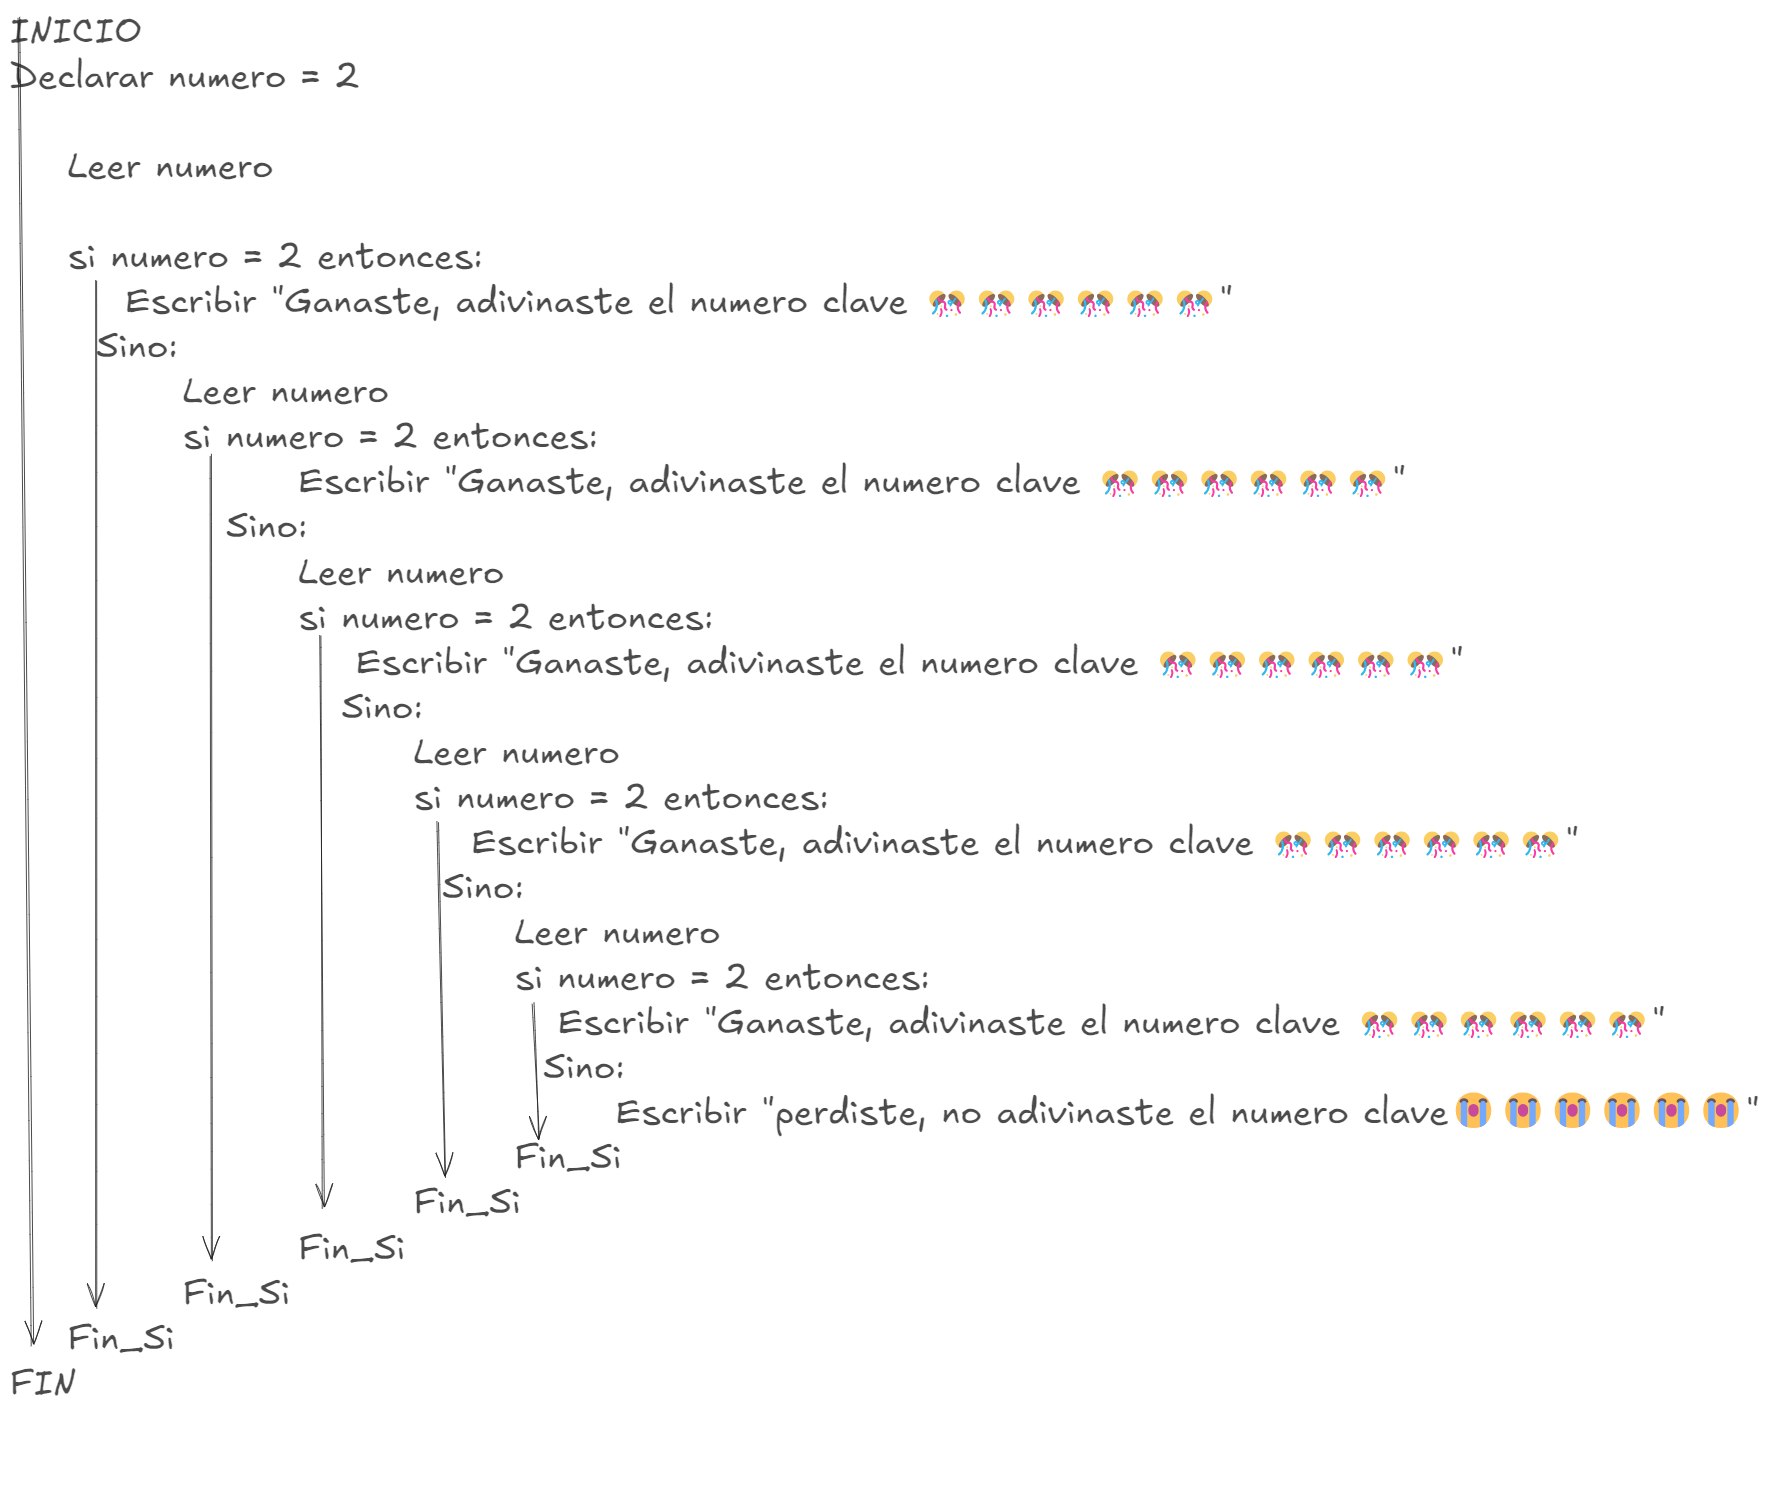 INICIO
Declarar numero = 2
Leer numero
si numero = 2 entonces:
Escribir "Ganaste, adivinaste el numero clave 🎊🎊🎊🎊🎊🎊"
Sino:
Leer numero
si numero = 2 entonces:
Escribir "Ganaste, adivinaste el numero clave 🎊🎊🎊🎊🎊🎊"
Sino:
Leer numero
si numero = 2 entonces:
Escribir "Ganaste, adivinaste el numero clave 🎊🎊🎊🎊🎊🎊"
Sino:
Leer numero
si numero = 2 entonces:
Escribir "Ganaste, adivinaste el numero clave 🎊🎊🎊🎊🎊🎊"
Sino:
Leer numero
si numero = 2 entonces:
Escribir "Ganaste, adivinaste el numero clave 🎊🎊🎊🎊🎊🎊"
Sino:
Escribir "perdiste, no adivinaste el numero clave😭😭😭😭😭😭"
Fin_Si
Fin_Si
Fin_Si
Fin_Si
Fin_Si
FIN